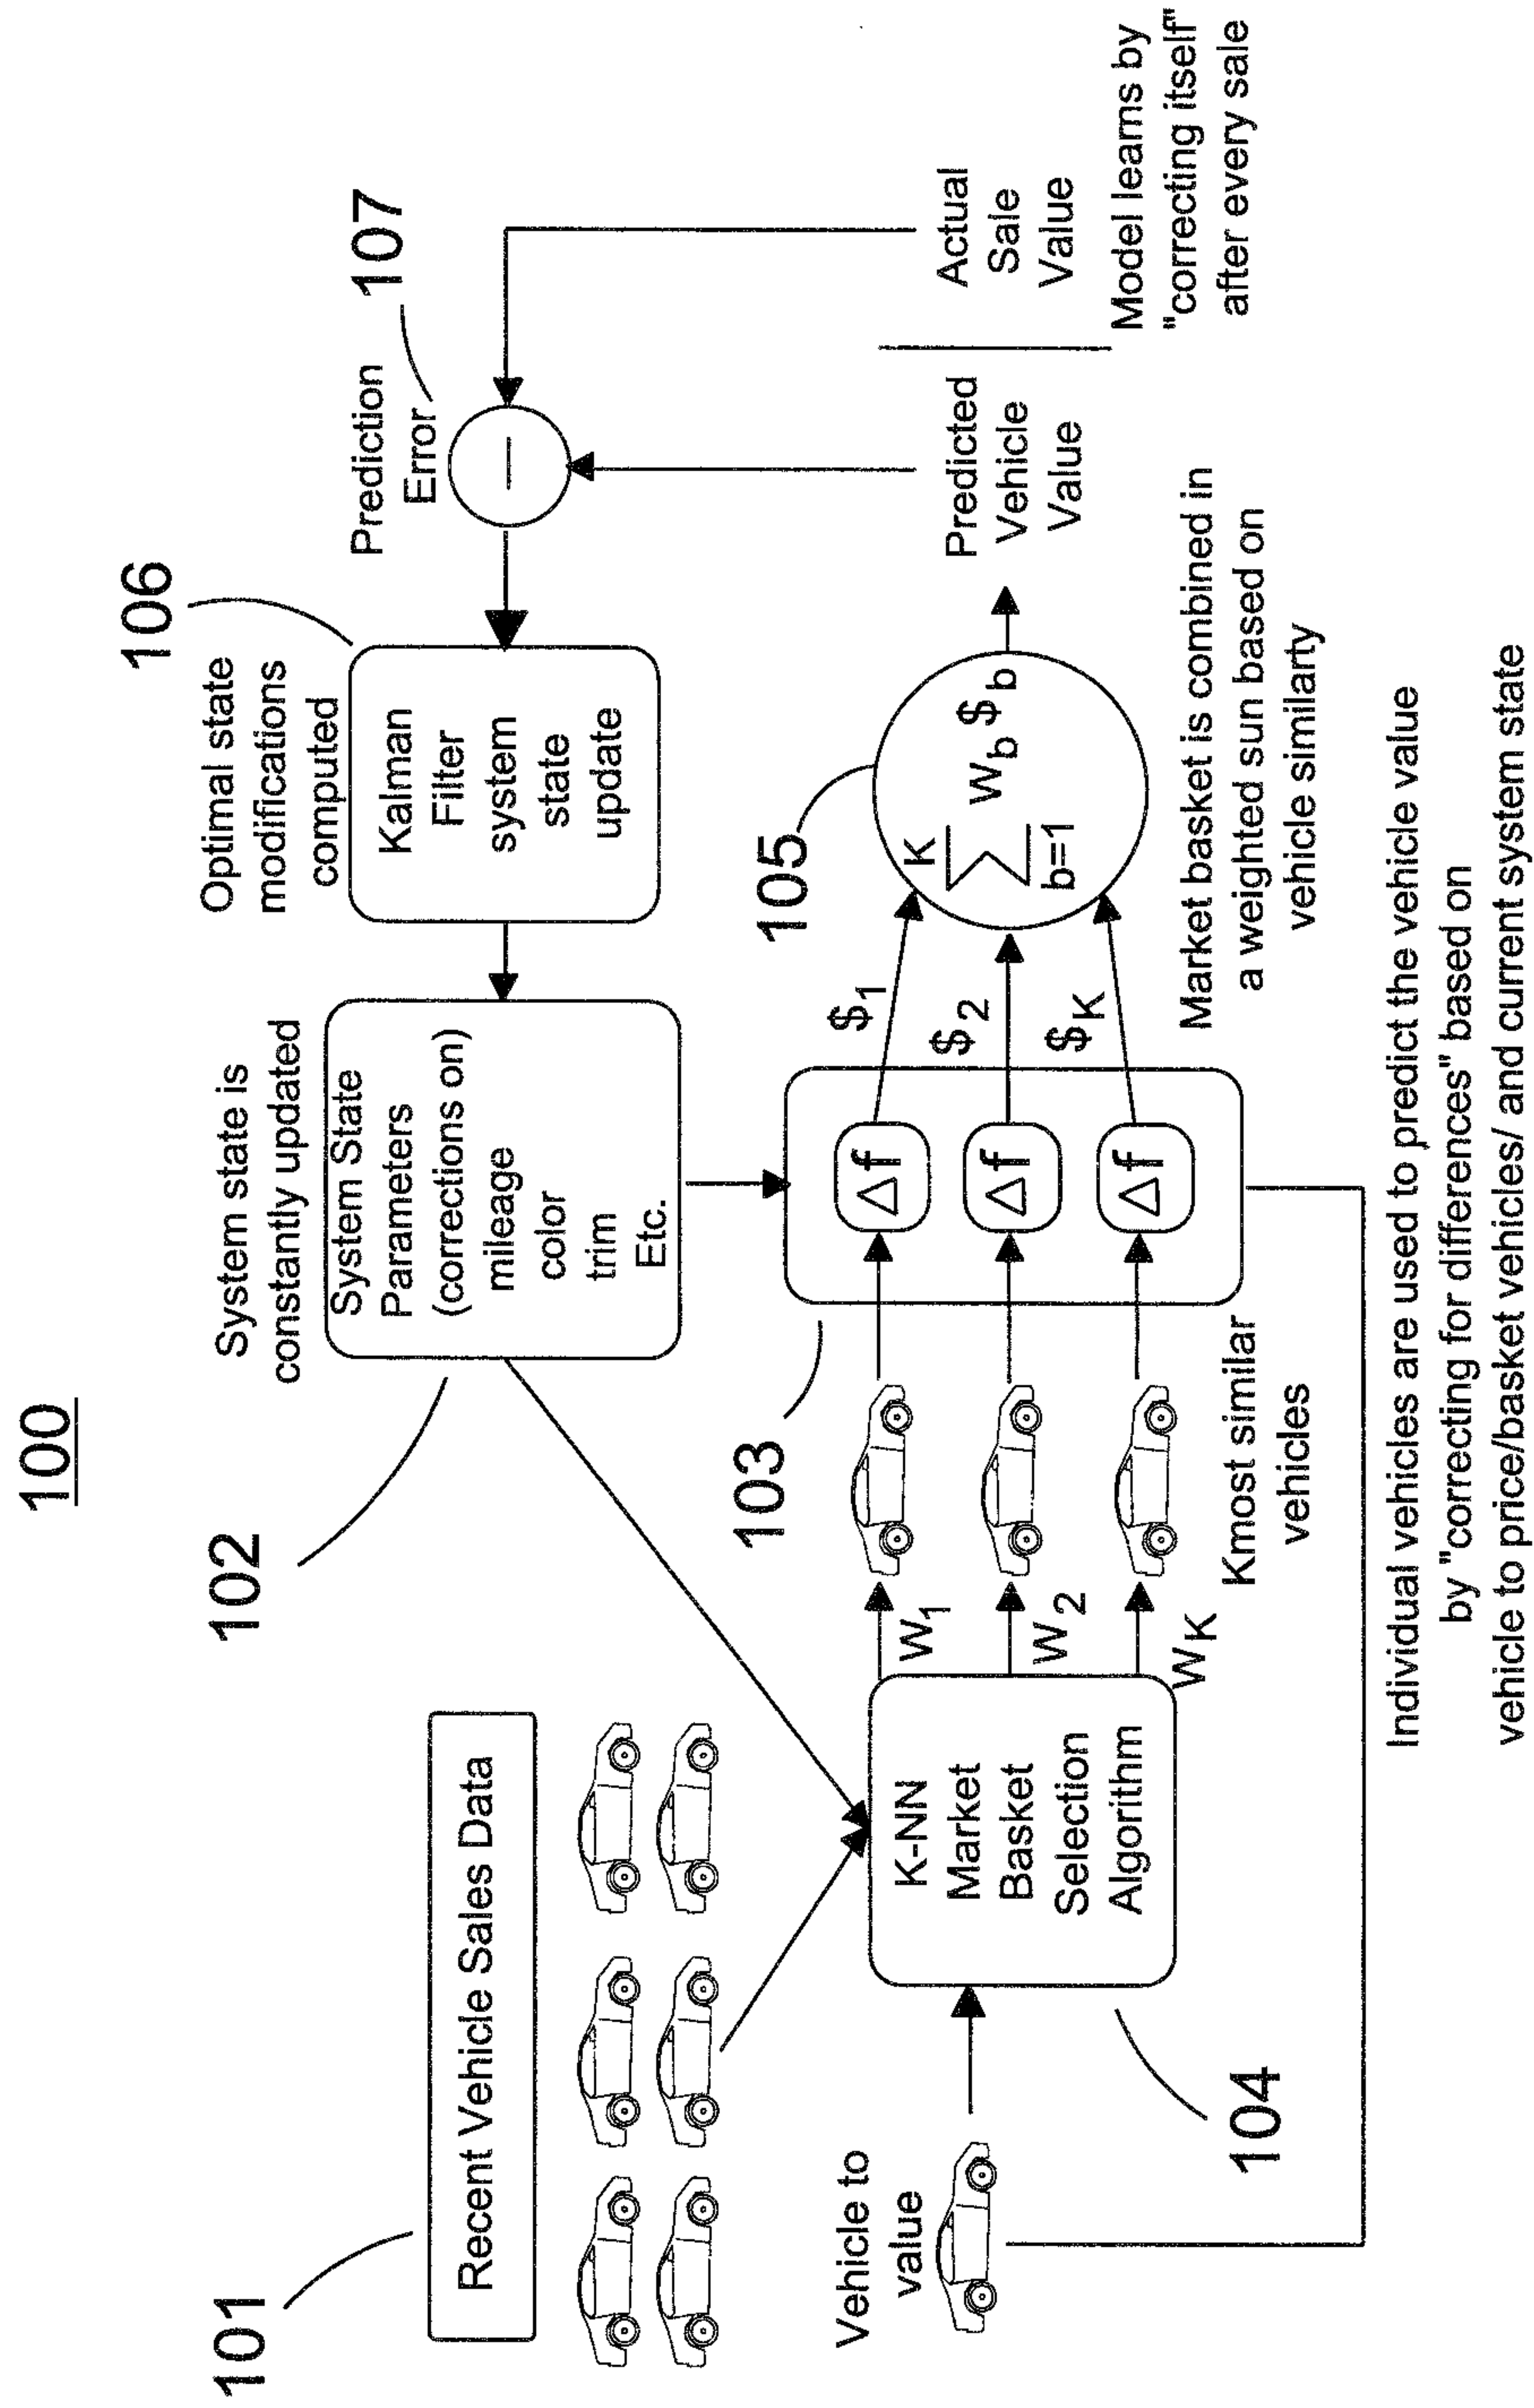 100
101
Recent Vehicle Sales Data
102
System state is
constantly updated
System State
Parameters
(corrections on)
mileage
color
trim
Etc.
106
Optimal state
modifications
computed
Kalman
Filter
system
state
update
Prediction
Error
107
—
Vehicle to
value
104
K-NN
Market
Basket
Selection
Algorithm
W1
W2
WK
Kmost similar
vehicles
103
Δf
Δf
Δf
$1
$2
$K
105
K
∑ Wb $b
b=1
Market basket is combined in
a weighted sun based on
vehicle similarty
Predicted
Vehicle
Value
Actual
Sale
Value
Model learns by
"correcting itself"
after every sale
Individual vehicles are used to predict the vehicle value
by "correcting for differences" based on
vehicle to price/basket vehicles/ and current system state